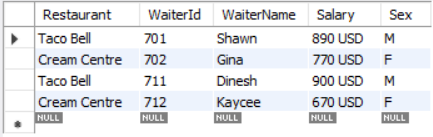 Restaurant WaiterId WaiterName Salary Sex
Taco Bell 701 Shawn 890 USD M
Cream Centre 702 Gina 770 USD F
Taco Bell 711 Dinesh 900 USD M
Cream Centre 712 Kaycee 670 USD F
NULL NULL NULL NULL NULL